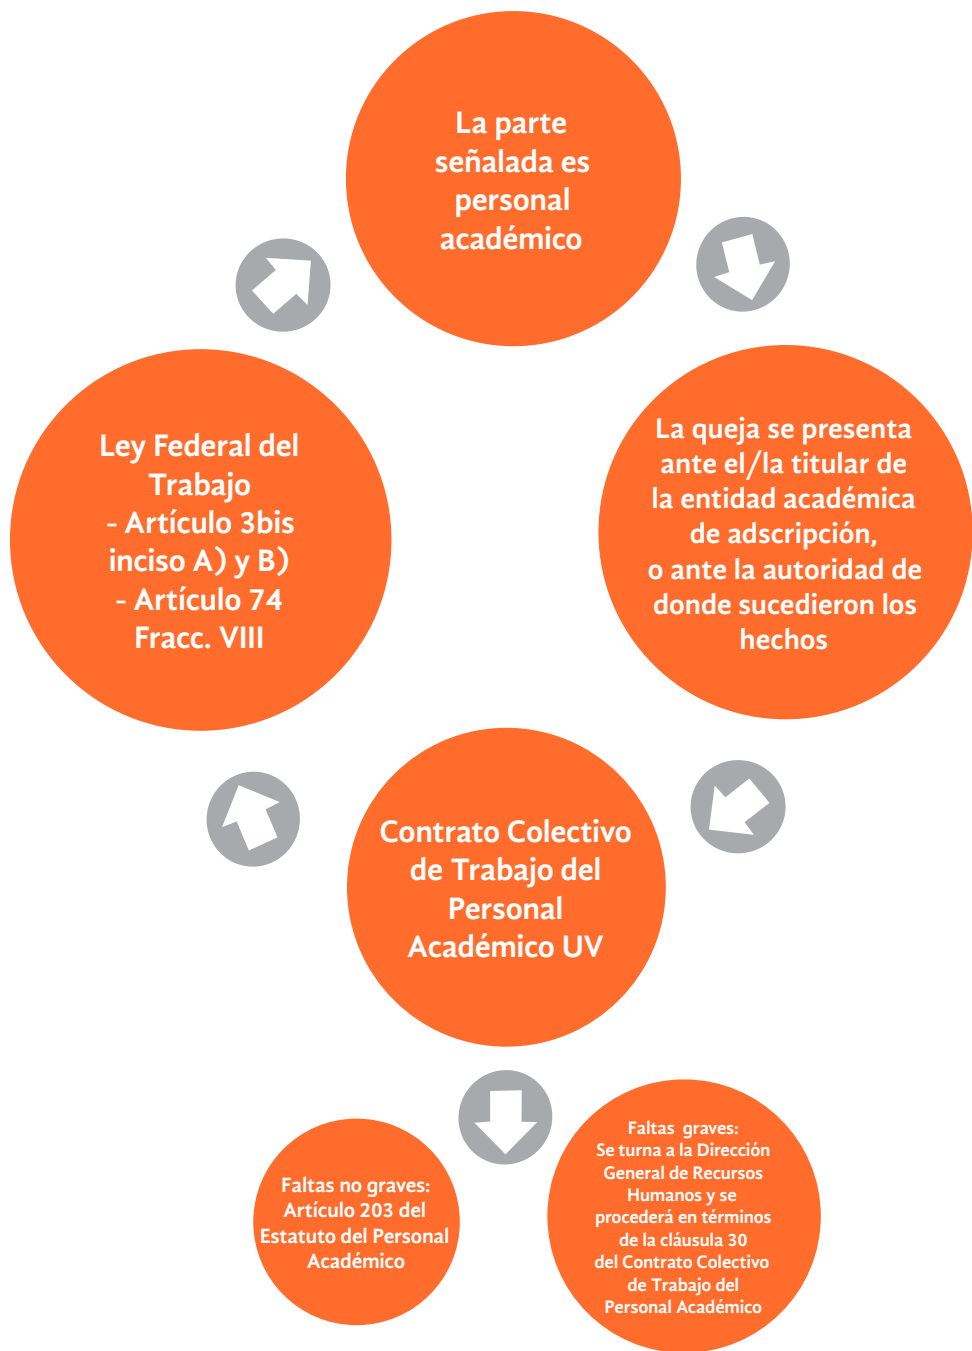 La parte
señalada es
personal
académico
La queja se presenta
ante el/la titular de
la entidad académica
de adscripción,
o ante la autoridad de
donde sucedieron los
hechos
Ley Federal del
Trabajo
- Artículo 3bis
inciso A) y B)
- Artículo 74
Fracc. VIII
Contrato Colectivo
de Trabajo del
Personal
Académico UV
Faltas no graves:
Artículo 203 del
Estatuto del Personal
Académico
Faltas graves:
Se turna a la Dirección
General de Recursos
Humanos y se
procederá en términos
de la cláusula 30
del Contrato Colectivo
de Trabajo del
Personal Académico